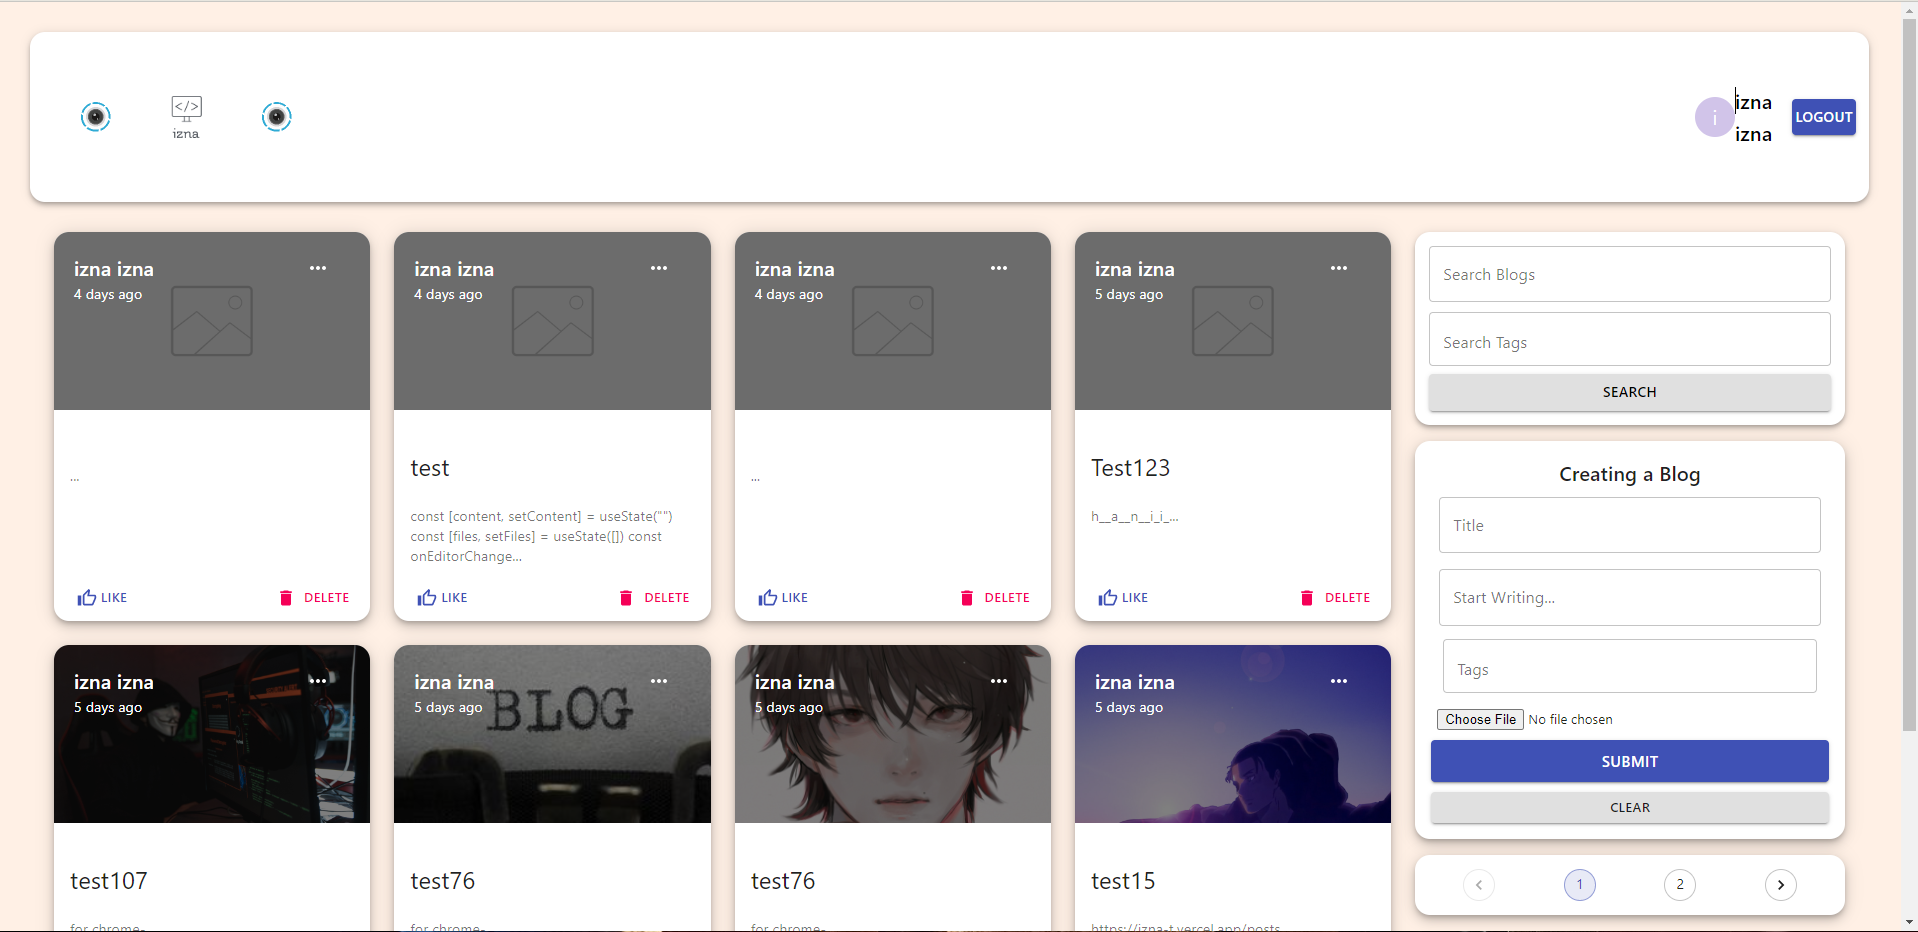 </>
izna
i
izna
izna
LOGOUT
izna izna
4 days ago
...
LIKE
DELETE
izna izna
4 days ago
test
const [content, setContent] = useState("")
const [files, setFiles] = useState([]) const
onEditorChange...
LIKE
DELETE
izna izna
4 days ago
...
LIKE
DELETE
izna izna
5 days ago
Test123
h__a__n__i_i_...
LIKE
DELETE
Search Blogs
Search Tags
SEARCH
Creating a Blog
Title
Start Writing...
Tags
Choose File No file chosen
SUBMIT
CLEAR
1
2
izna izna
5 days ago
test107
for chrome-
izna izna
5 days ago
BLOG
test76
for chrome-
izna izna
5 days ago
test76
for chrome-
izna izna
5 days ago
test15
https://izna-t.vercel.app/posts